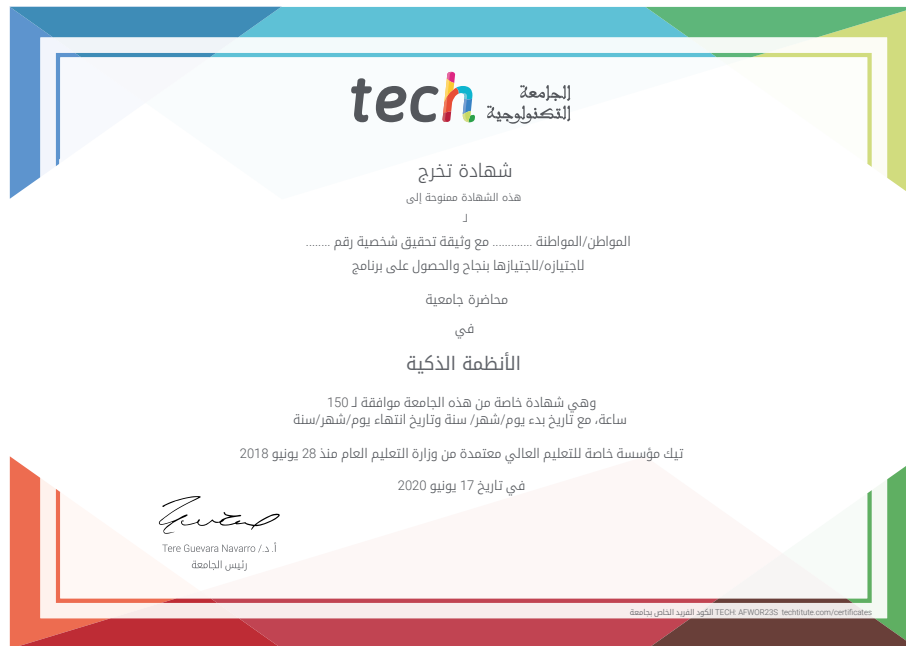 tech
الجامعة
التكنولوجية
شهادة تخرج
هذه الشهادة ممنوحة إلى
لـ
المواطن/المواطنة ............. مع وثيقة تحقيق شخصية رقم ........
لاجتيازه/لاجتيازها بنجاح والحصول على برنامج
محاضرة جامعية
في
الأنظمة الذكية
وهي شهادة خاصة من هذه الجامعة موافقة لـ 150
ساعة، مع تاريخ بدء يوم/شهر/ سنة وتاريخ انتهاء يوم/شهر/سنة
تيك مؤسسة خاصة للتعليم العالي معتمدة من وزارة التعليم العام منذ 28 يونيو 2018
في تاريخ 17 يونيو 2020
أ. د./ Tere Guevara Navarro
رئيس الجامعة
الكود الفريد الخاص بجامعة TECH: AFWOR23S techtitute.com/certificates